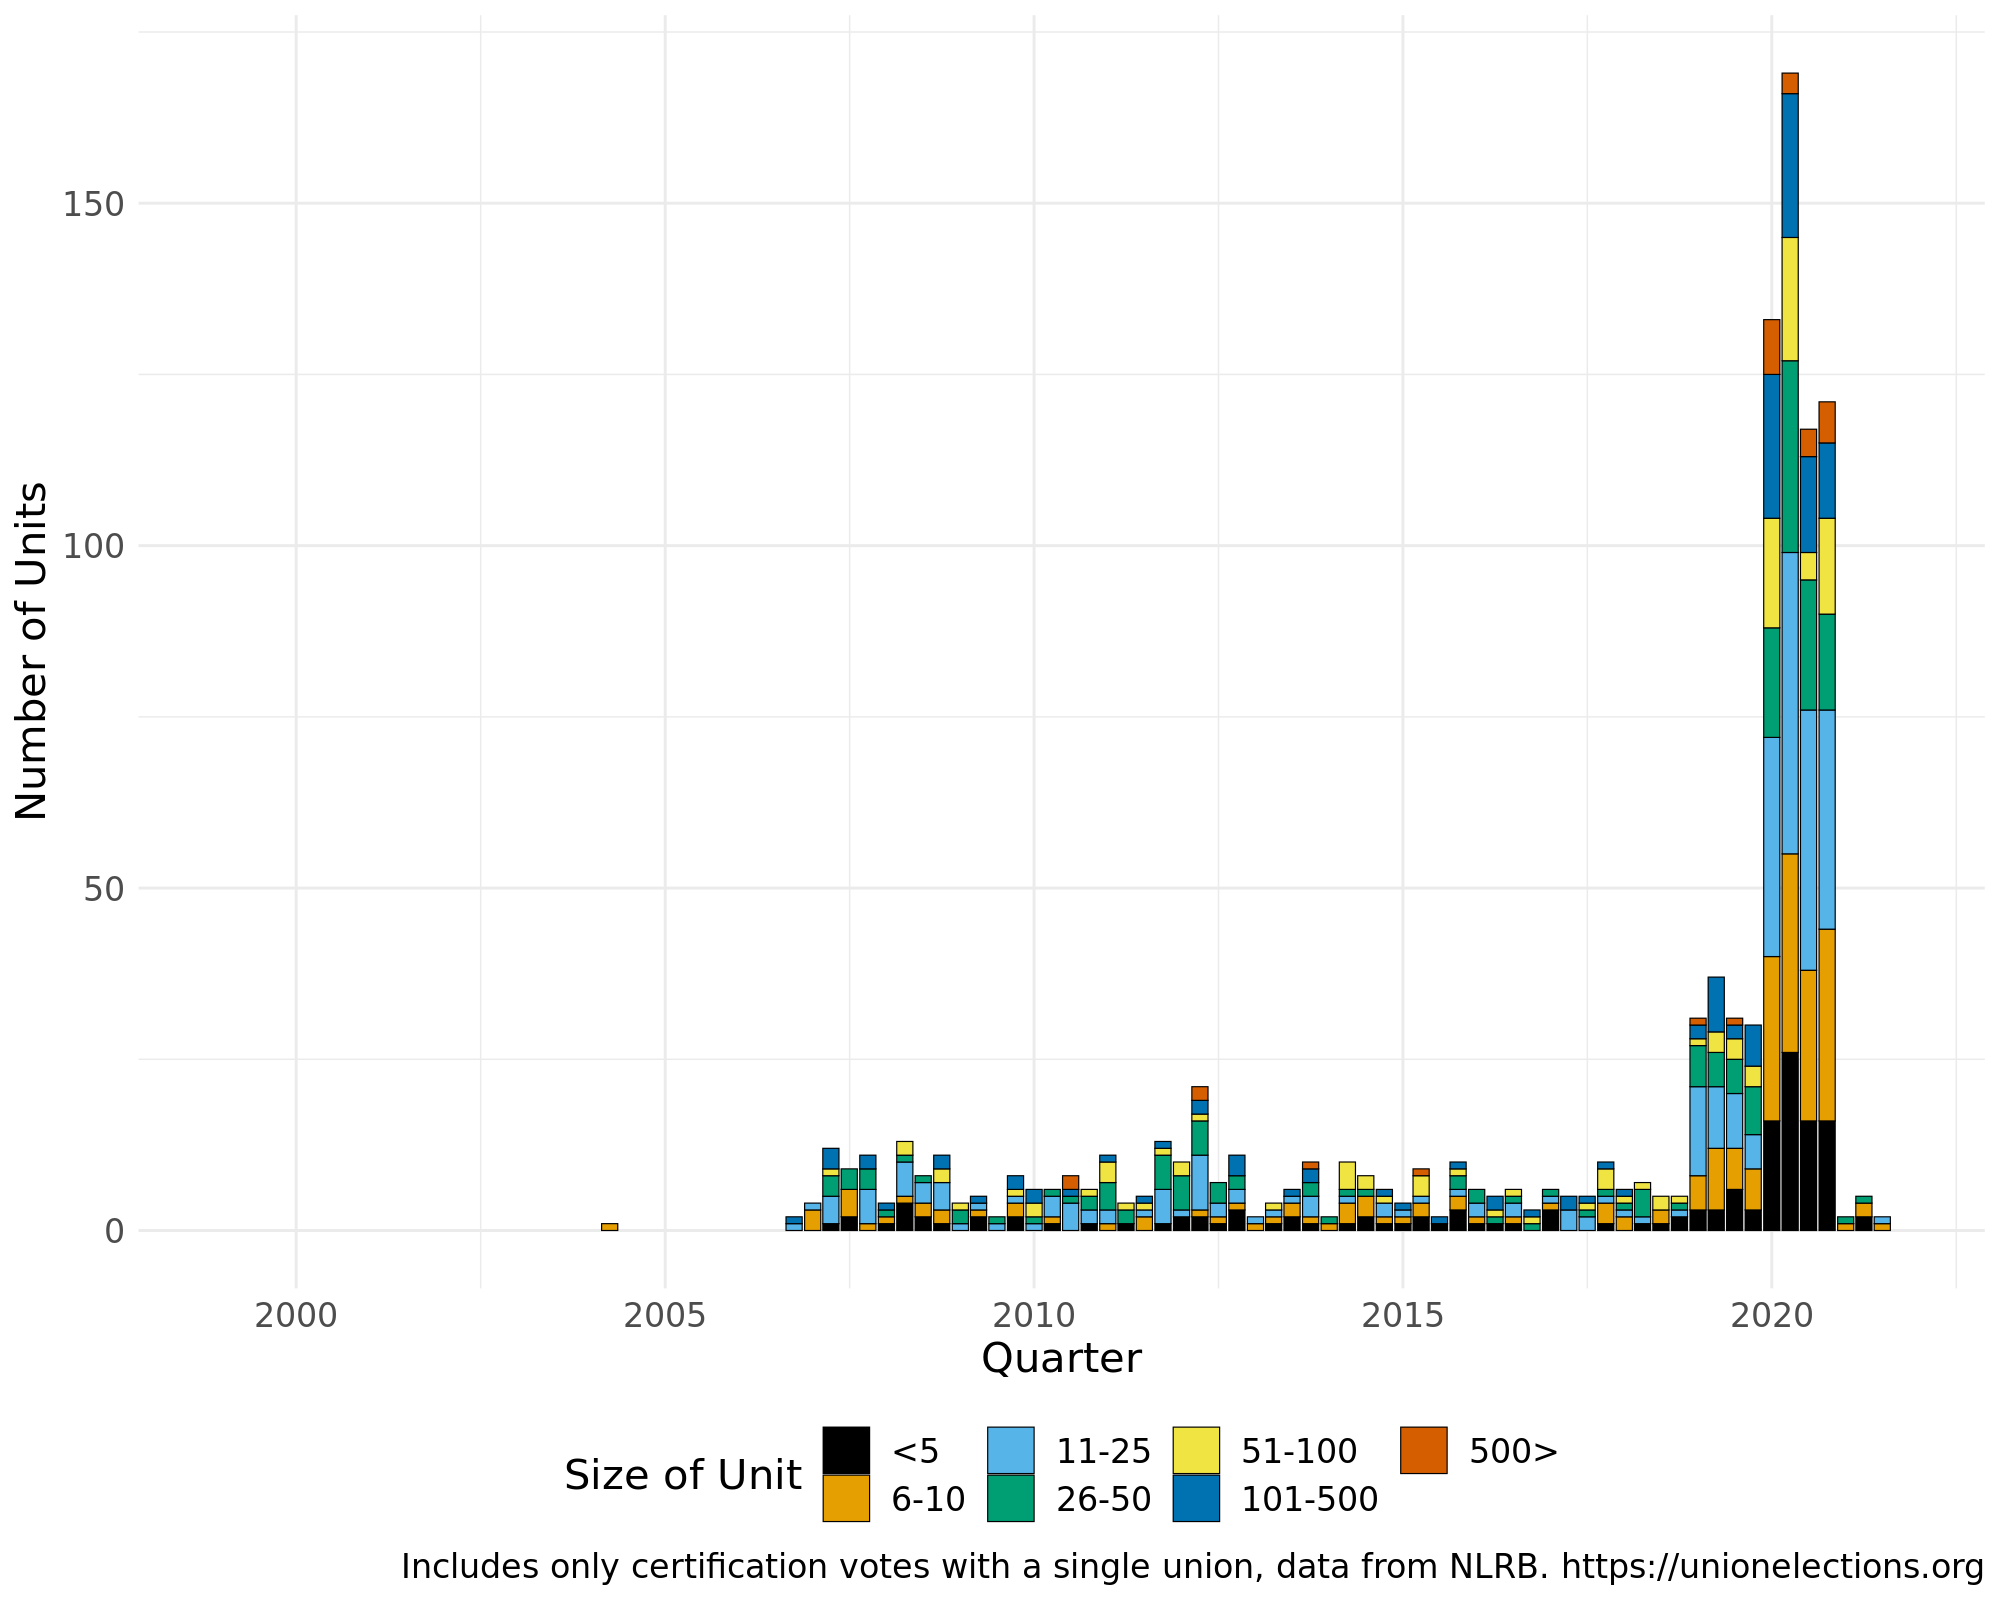 150
100
50
0
Number of Units
2000 2005 2010 2015 2020
Quarter
Size of Unit
<5 11-25 51-100 500>
6-10 26-50 101-500
Includes only certification votes with a single union, data from NLRB. https://unionelections.org